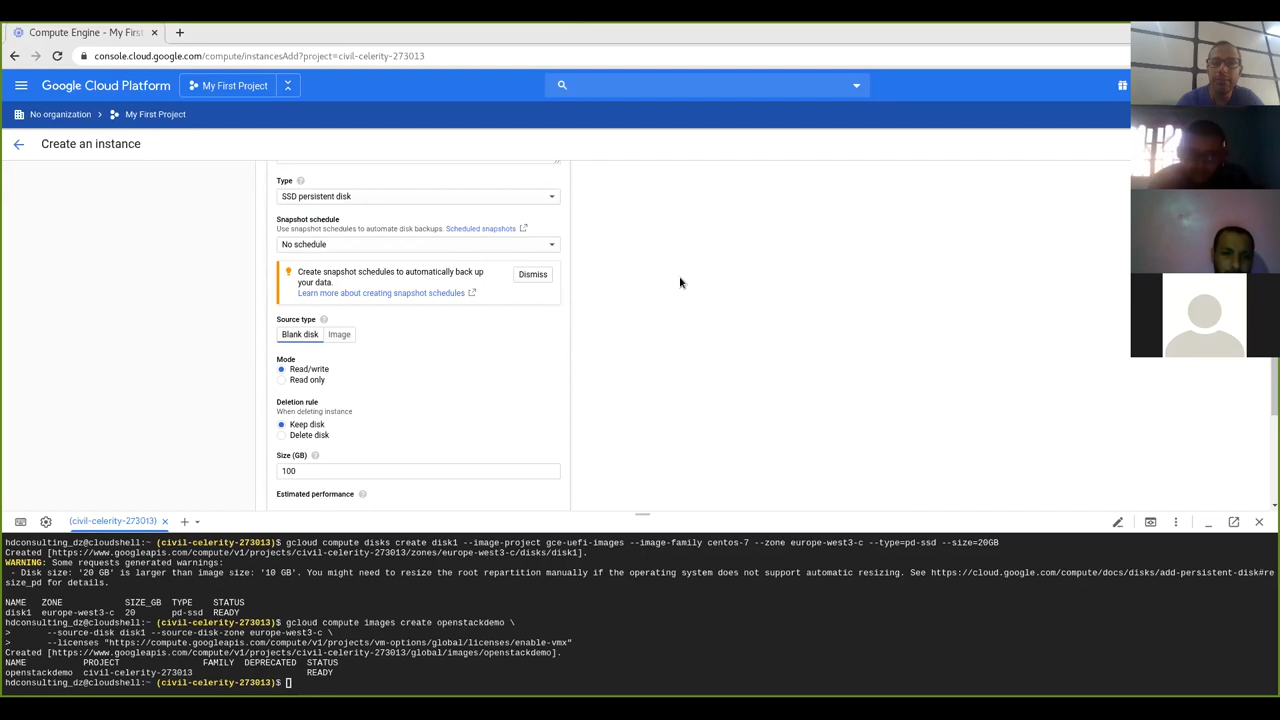 Compute Engine - My First
console.cloud.google.com/compute/instancesAdd?project=civil-celerity-273013
Google Cloud Platform
My First Project
No organization
My First Project
Create an instance
Type
SSD persistent disk
Snapshot schedule
Use snapshot schedules to automate disk backups. Scheduled snapshots
No schedule
Create snapshot schedules to automatically back up
your data.
Learn more about creating snapshot schedules
Dismiss
Source type
Blank disk
Image
Mode
Read/write
Read only
Deletion rule
When deleting instance
Keep disk
Delete disk
Size (GB)
100
Estimated performance
(civil-celerity-273013)
hdconsulting_dz@cloudshell:~ (civil-celerity-273013)$ gcloud compute disks create disk1 --image-project gce-uefi-images --image-family centos-7 --zone europe-west3-c --type=pd-ssd --size=20GB
Created [https://www.googleapis.com/compute/v1/projects/civil-celerity-273013/zones/europe-west3-c/disks/disk1].
WARNING: Some requests generated warnings:
- Disk size: '20 GB' is larger than image size: '10 GB'. You might need to resize the root repartition manually if the operating system does not support automatic resizing. See https://cloud.google.com/compute/docs/disks/add-persistent-disk#re
size_pd for details.
NAME ZONE SIZE_GB TYPE STATUS
disk1 europe-west3-c 20 pd-ssd READY
hdconsulting_dz@cloudshell:~ (civil-celerity-273013)$ gcloud compute images create openstackdemo \
> --source-disk disk1 --source-disk-zone europe-west3-c \
> --licenses "https://compute.googleapis.com/compute/v1/projects/vm-options/global/licenses/enable-vmx"
Created [https://www.googleapis.com/compute/v1/projects/civil-celerity-273013/global/images/openstackdemo].
NAME PROJECT FAMILY DEPRECATED STATUS
openstackdemo civil-celerity-273013 READY
hdconsulting_dz@cloudshell:~ (civil-celerity-273013)$